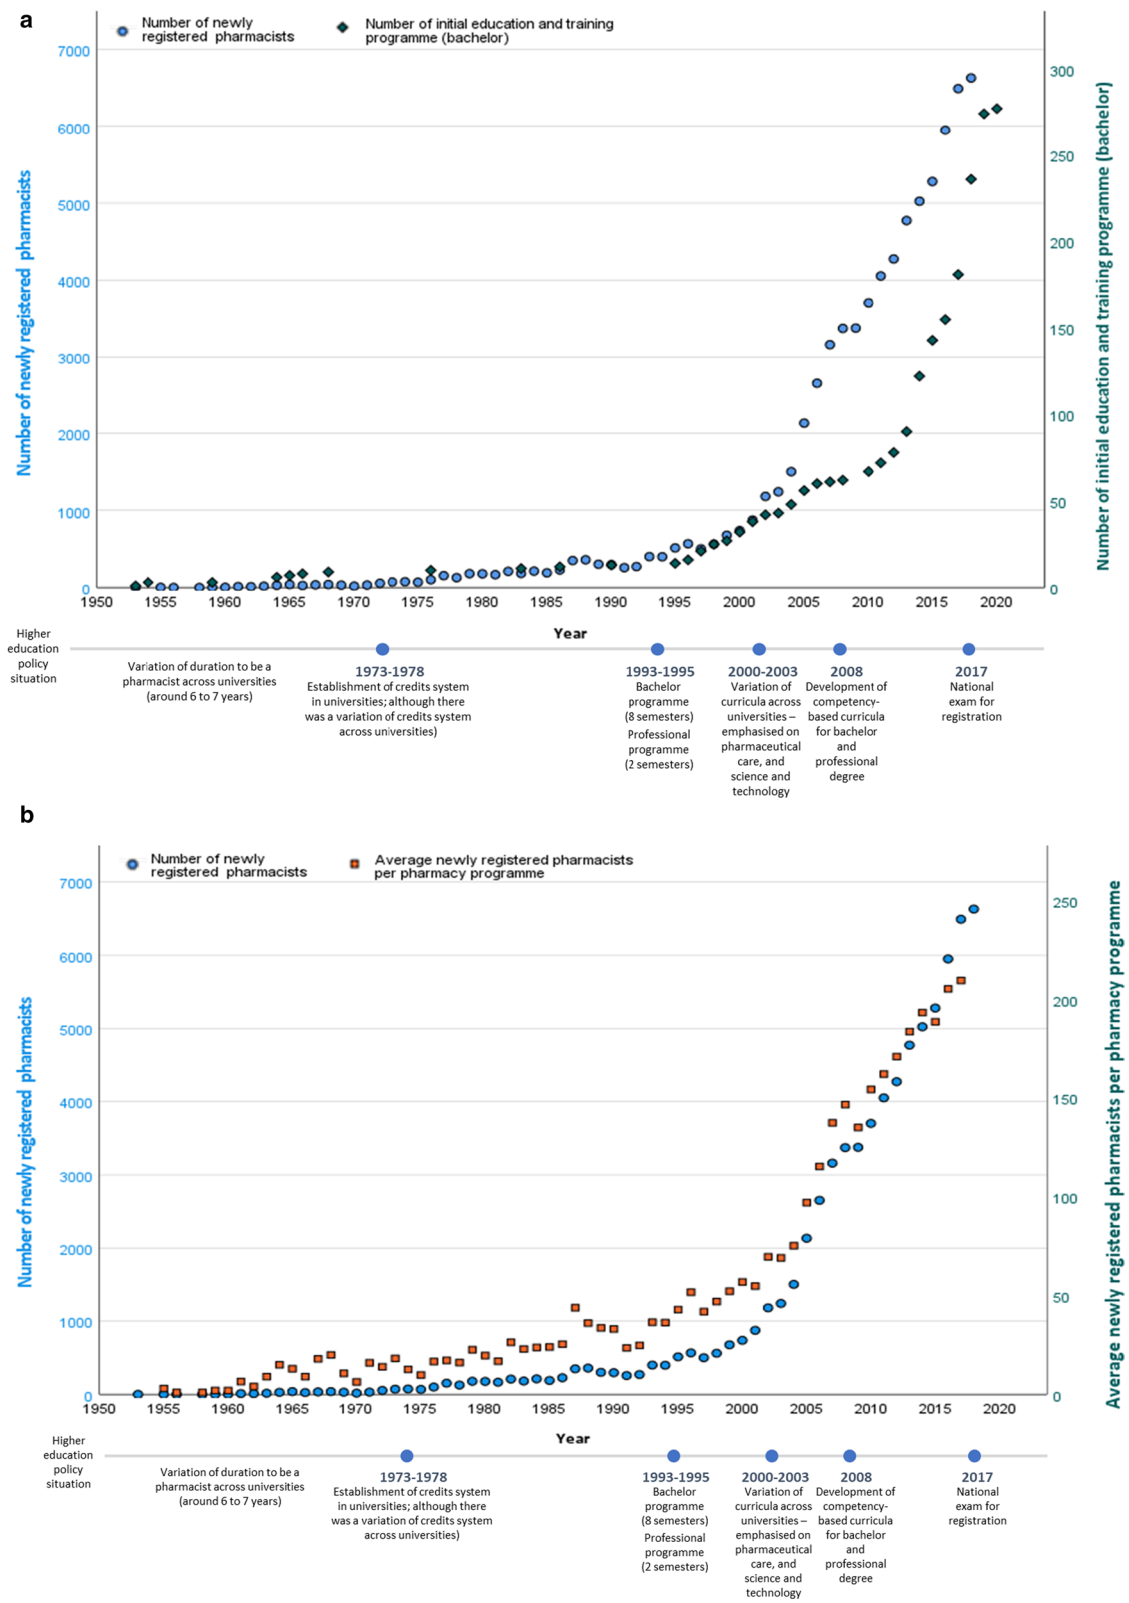 a
Number of newly
registered pharmacists
Number of initial education and training
programme (bachelor)
7000
6000
5000
4000
3000
2000
1000
0
Number of newly registered pharmacists
300
250
200
150
100
50
0
Number of initial education and training programme (bachelor)
1950 1955 1960 1965 1970 1975 1980 1985 1990 1995 2000 2005 2010 2015 2020
Year
Higher
education
policy
situation
Variation of duration to be a
pharmacist across universities
(around 6 to 7 years)
1973-1978
Establishment of credits system
in universities; although there
was a variation of credits system
across universities)
1993-1995
Bachelor
programme
(8 semesters)
Professional
programme
(2 semesters)
2000-2003
Variation of
curricula across
universities –
emphasised on
pharmaceutical
care, and
science and
technology
2008
Development of
competency-
based curricula
for bachelor
and
professional
degree
2017
National
exam for
registration
b
Number of newly
registered pharmacists
Average newly registered pharmacists
per pharmacy programme
7000
6000
5000
4000
3000
2000
1000
0
Number of newly registered pharmacists
250
200
150
100
50
0
Average newly registered pharmacists per pharmacy programme
1950 1955 1960 1965 1970 1975 1980 1985 1990 1995 2000 2005 2010 2015 2020
Year
Higher
education
policy
situation
Variation of duration to be a
pharmacist across universities
(around 6 to 7 years)
1973-1978
Establishment of credits system
in universities; although there
was a variation of credits system
across universities)
1993-1995
Bachelor
programme
(8 semesters)
Professional
programme
(2 semesters)
2000-2003
Variation of
curricula across
universities –
emphasised on
pharmaceutical
care, and
science and
technology
2008
Development of
competency-
based curricula
for bachelor
and
professional
degree
2017
National
exam for
registration